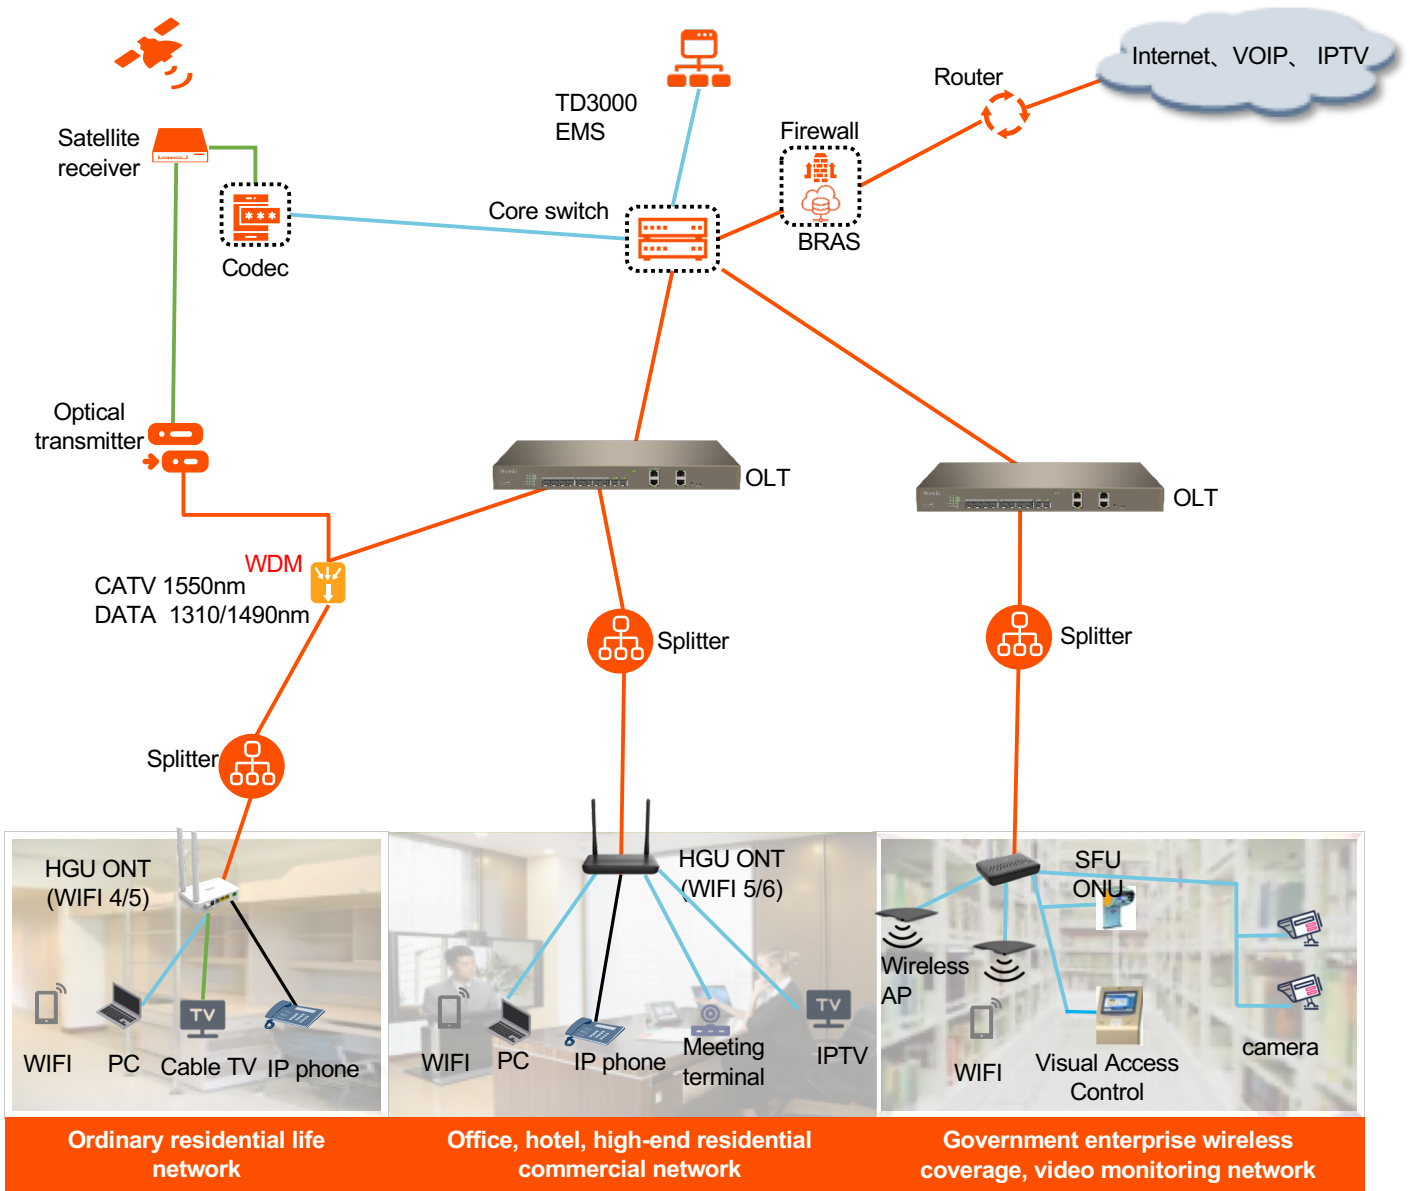 Internet、VOIP、 IPTV
Router
TD3000
EMS
Firewall
Satellite
receiver
***
Core switch
BRAS
Codec
Optical
transmitter
OLT
OLT
WDM
CATV 1550nm
DATA 1310/1490nm
Splitter
Splitter
Splitter
HGU ONT
(WIFI 4/5)
HGU ONT
(WIFI 5/6)
SFU
ONU
Wireless
AP
TV
TV
WIFI
PC
Cable TV
IP phone
WIFI
PC
IP phone
Meeting
terminal
IPTV
WIFI
Visual Access
Control
camera
Ordinary residential life
network
Office, hotel, high-end residential
commercial network
Government enterprise wireless
coverage, video monitoring network